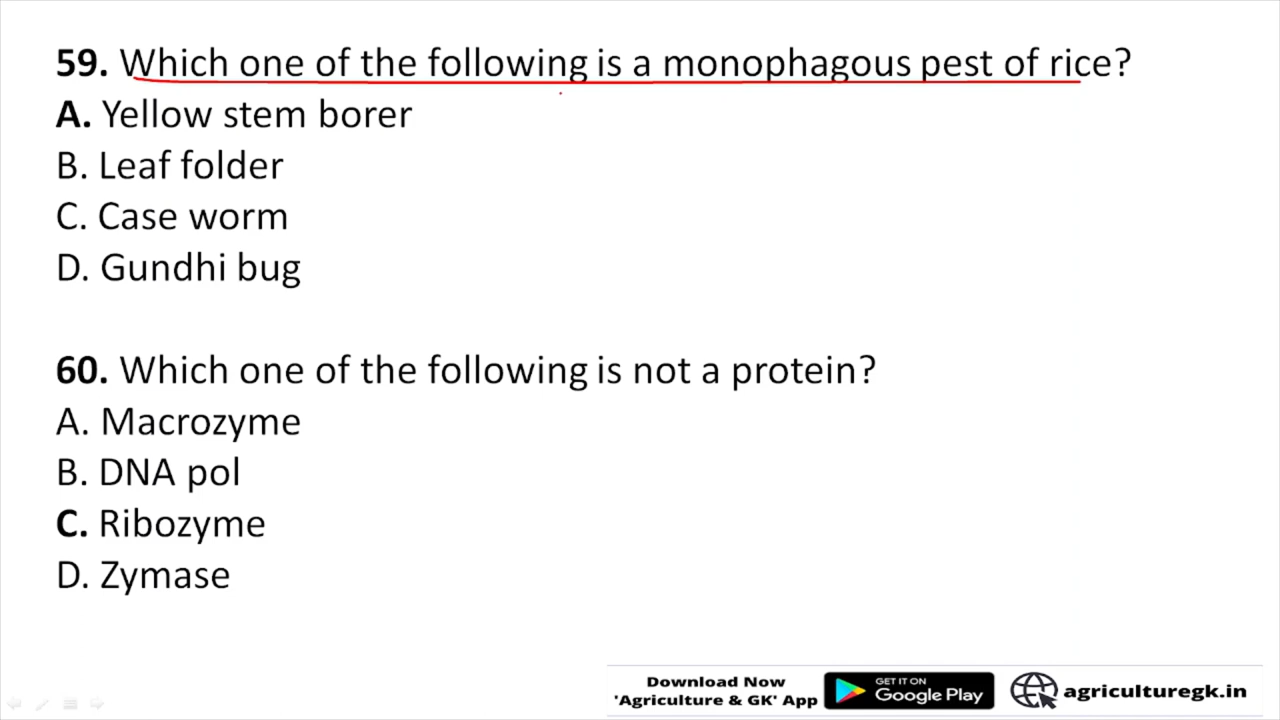 59. Which one of the following is a monophagous pest of rice?
A. Yellow stem borer
B. Leaf folder
C. Case worm
D. Gundhi bug
60. Which one of the following is not a protein?
A. Macrozyme
B. DNA pol
C. Ribozyme
D. Zymase
Download Now
'Agriculture & GK' App
GET IT ON
Google Play
agriculturegk.in